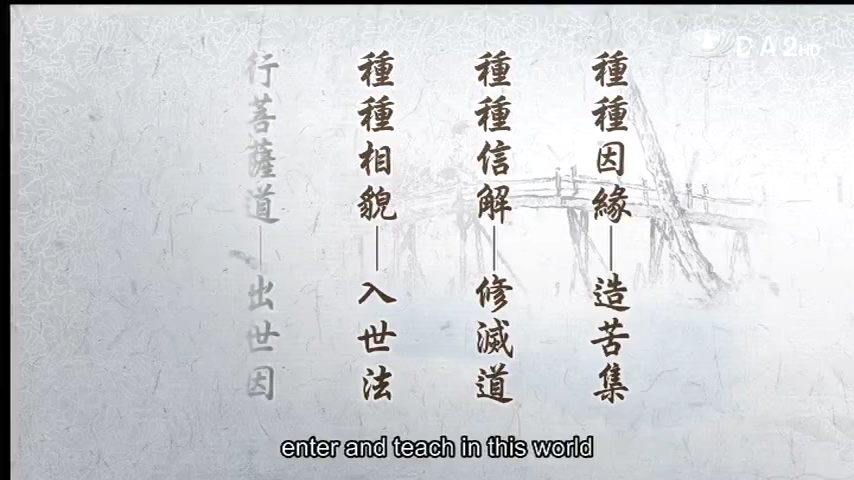 種種因緣—造苦集
種種信解—修滅道
種種相貌—入世法
行菩薩道—出世因
DA2HD
enter and teach in this world